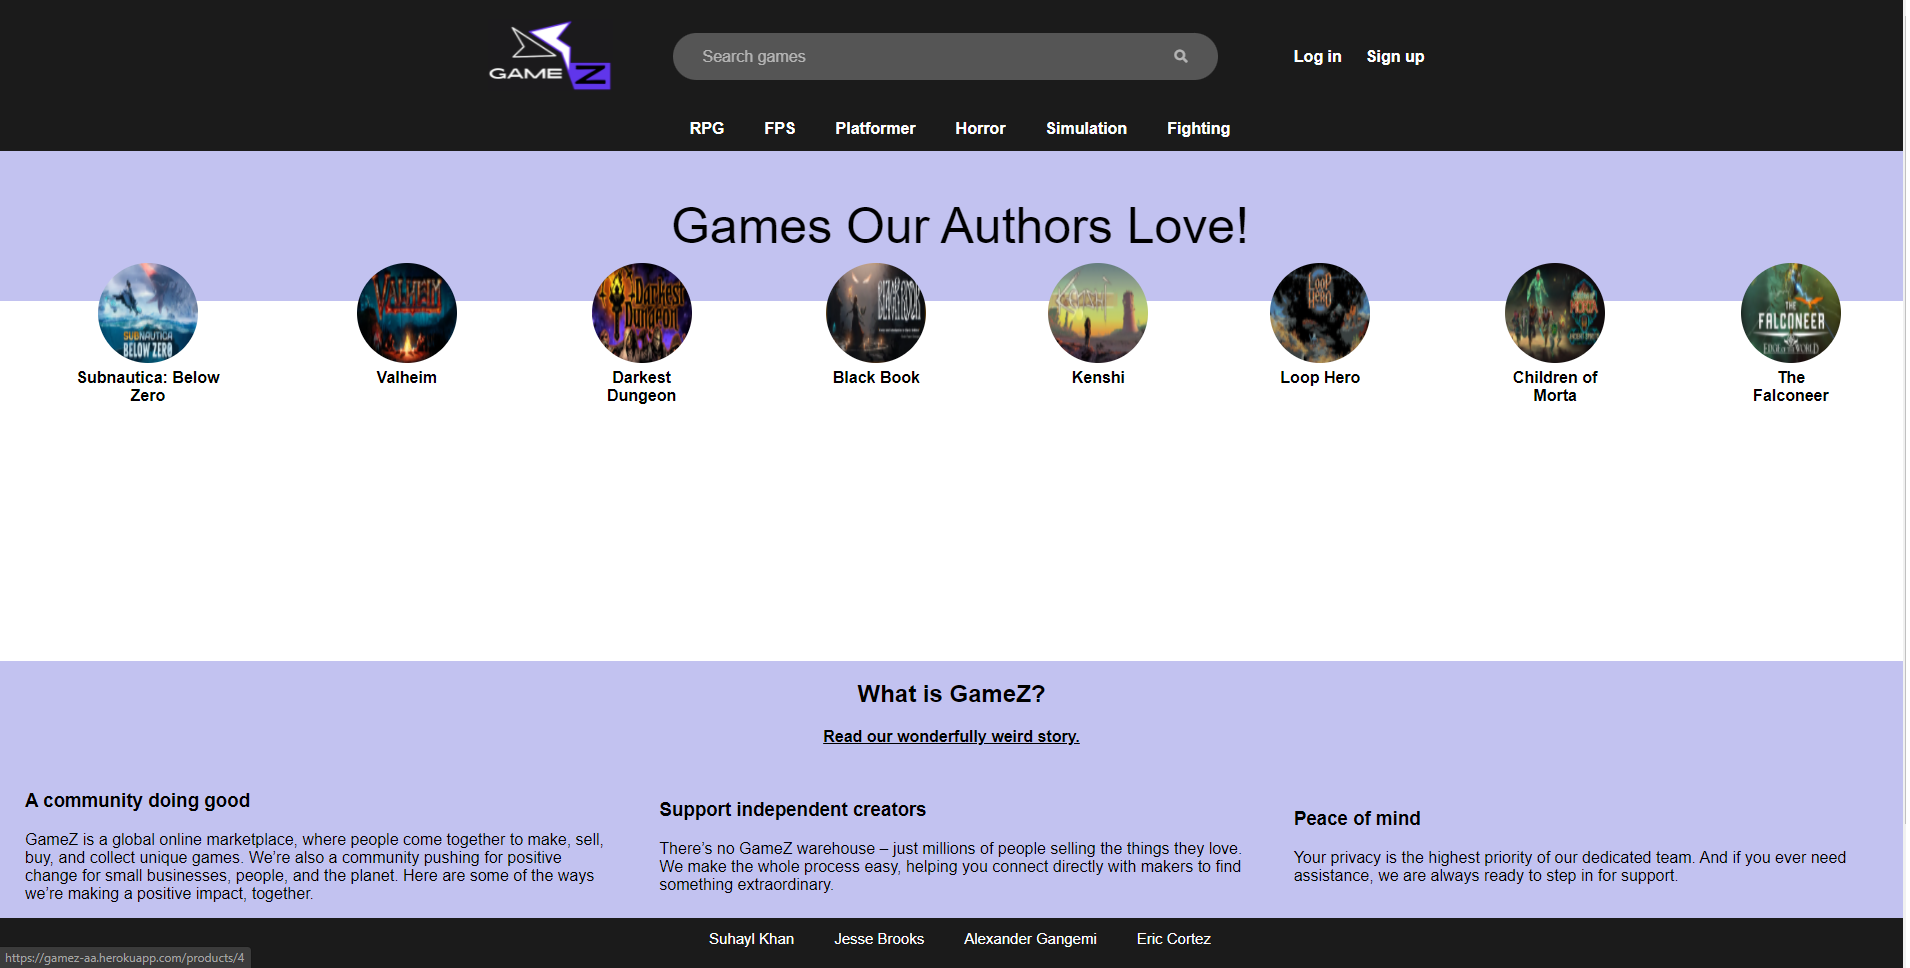 GAME Z
Search games
Log in
Sign up
RPG
FPS
Platformer
Horror
Simulation
Fighting
Games Our Authors Love!
SUBNAUTICA
BELOW ZERO
VALHEIM
Darkest
Dungeon
BLACK BOOK
Kenshi
Loop
Hero
CHILDREN OF
MORTA
THE
FALCONEER
EDGE OF THE WORLD
Subnautica: Below
Zero
Valheim
Darkest
Dungeon
Black Book
Kenshi
Loop Hero
Children of
Morta
The
Falconeer
What is GameZ?
Read our wonderfully weird story.
A community doing good
GameZ is a global online marketplace, where people come together to make, sell,
buy, and collect unique games. We’re also a community pushing for positive
change for small businesses, people, and the planet. Here are some of the ways
we’re making a positive impact, together.
Support independent creators
There’s no GameZ warehouse – just millions of people selling the things they love.
We make the whole process easy, helping you connect directly with makers to find
something extraordinary.
Peace of mind
Your privacy is the highest priority of our dedicated team. And if you ever need
assistance, we are always ready to step in for support.
Suhayl Khan
Jesse Brooks
Alexander Gangemi
Eric Cortez
https://gamez-aa.herokuapp.com/products/4